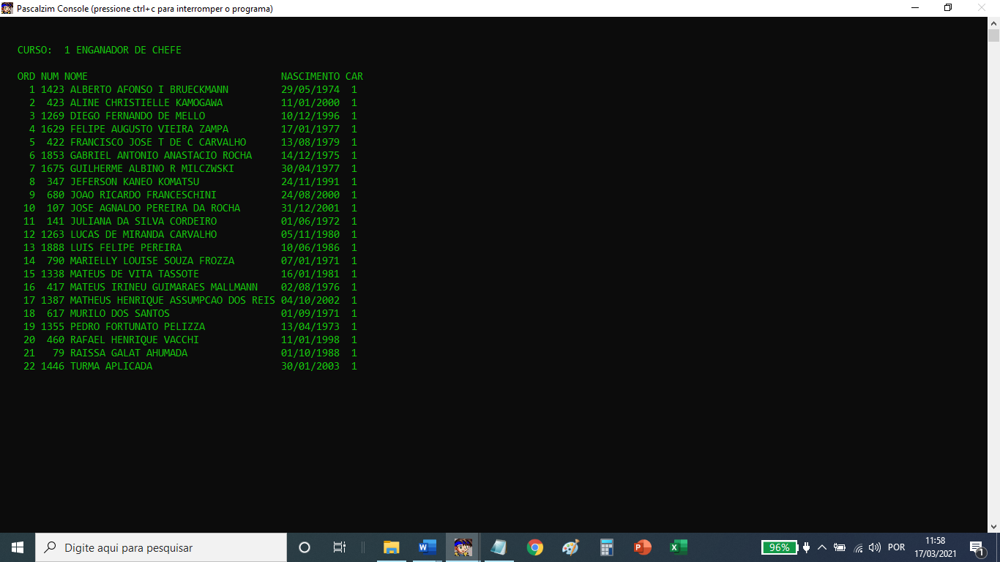 Pascalzim Console (pressione ctrl+c para interromper o programa)
CURSO:  1 ENGANADOR DE CHEFE
ORD NUM NOME NASCIMENTO CAR
1 1423 ALBERTO AFONSO I BRUECKMANN 29/05/1974 1
2 423 ALINE CHRISTIELLE KAMOGAWA 11/01/2000 1
3 1269 DIEGO FERNANDO DE MELLO 10/12/1996 1
4 1629 FELIPE AUGUSTO VIEIRA ZAMPA 17/01/1977 1
5 422 FRANCISCO JOSE T DE C CARVALHO 13/08/1979 1
6 1853 GABRIEL ANTONIO ANASTACIO ROCHA 14/12/1975 1
7 1675 GUILHERME ALBINO R MILCZWSKI 30/04/1977 1
8 347 JEFERSON KANEO KOMATSU 24/11/1991 1
9 680 JOAO RICARDO FRANCESCHINI 24/08/2000 1
10 107 JOSE AGNALDO PEREIRA DA ROCHA 31/12/2001 1
11 141 JULIANA DA SILVA CORDEIRO 01/06/1972 1
12 1263 LUCAS DE MIRANDA CARVALHO 05/11/1980 1
13 1888 LUIS FELIPE PEREIRA 10/06/1986 1
14 790 MARIELLY LOUISE SOUZA FROZZA 07/01/1971 1
15 1338 MATEUS DE VITA TASSOTE 16/01/1981 1
16 417 MATEUS IRINEU GUIMARAES MALLMANN 02/08/1976 1
17 1387 MATHEUS HENRIQUE ASSUMPCAO DOS REIS 04/10/2002 1
18 617 MURILO DOS SANTOS 01/09/1971 1
19 1355 PEDRO FORTUNATO PELIZZA 13/04/1973 1
20 460 RAFAEL HENRIQUE VACCHI 11/01/1998 1
21 79 RAISSA GALAT AHUMADA 01/10/1988 1
22 1446 TURMA APLICADA 30/01/2003 1
Digite aqui para pesquisar
96%
POR
11:58
17/03/2021
1